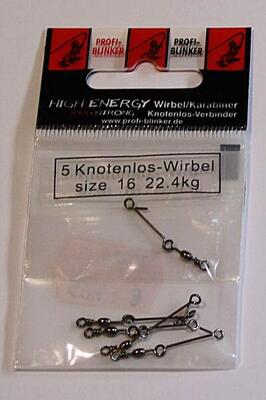 PROFI-
BLINKER
PROFI-
BLINKER
HIGH ENERGY Wirbel/Karabiner
STRONG Knotenlos-Verbinder
www.profi-blinker.de
5 Knotenlos-Wirbel
size 16 22.4kg